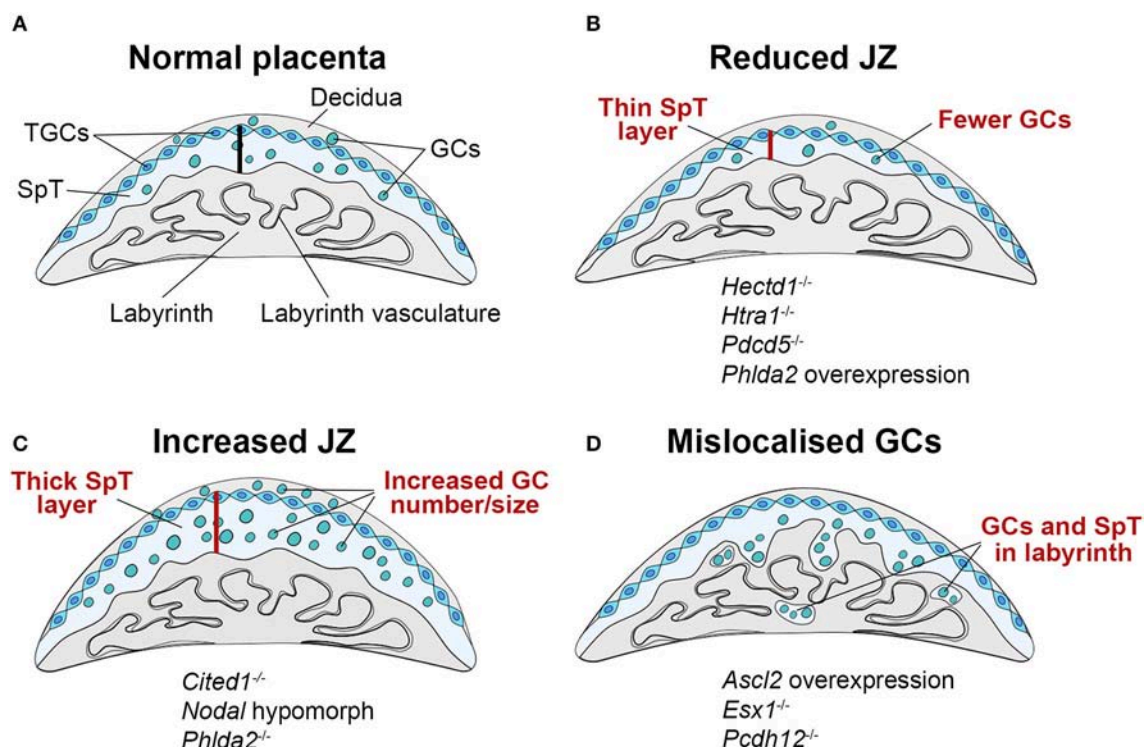 A
Normal placenta
Decidua
TGCs
GCs
SpT
Labyrinth
Labyrinth vasculature
B
Reduced JZ
Thin SpT
layer
Fewer GCs
Hectd1-/-
Htra1-/-
Pdcd5-/-
Phlda2 overexpression
C
Increased JZ
Thick SpT
layer
Increased GC
number/size
Cited1-/-
Nodal hypomorph
Phlda2-/-
D
Mislocalised GCs
GCs and SpT
in labyrinth
Ascl2 overexpression
Esx1-/-
Pcdh12-/-